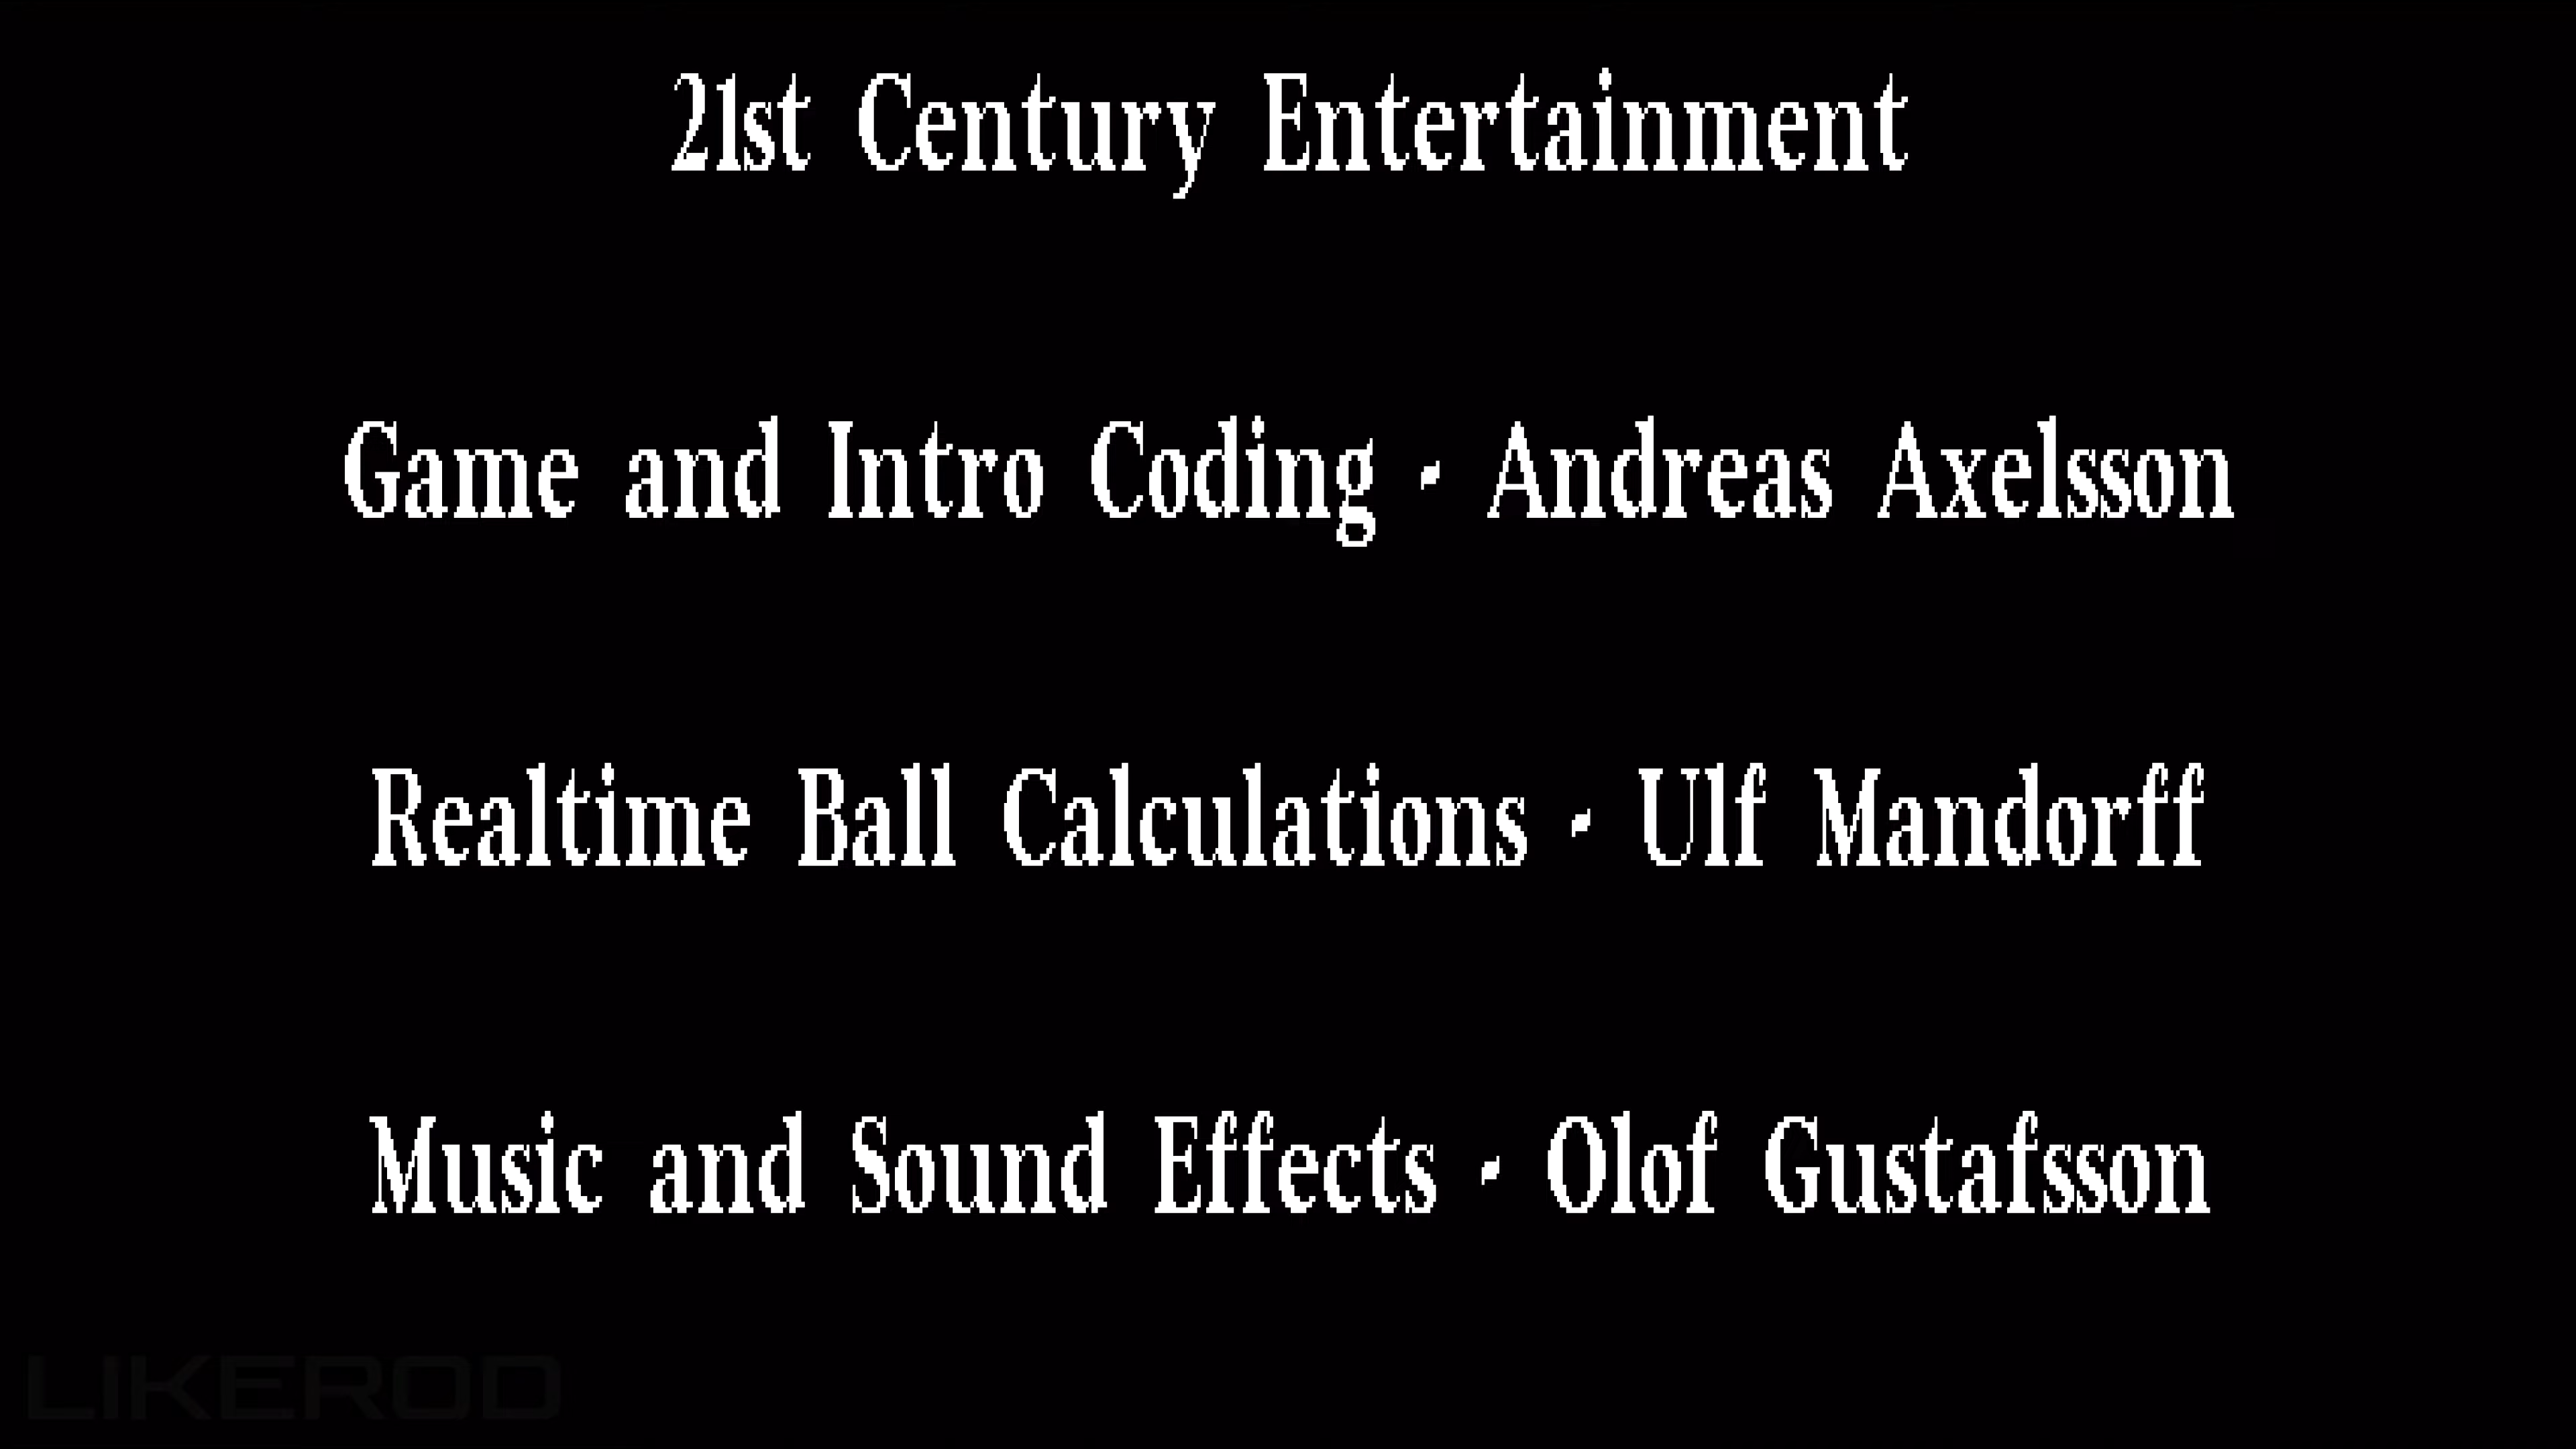 21st Century Entertainment
Game and Intro Coding - Andreas Axelsson
Realtime Ball Calculations - Ulf Mandorff
Music and Sound Effects - Olof Gustafsson
LIKEROD